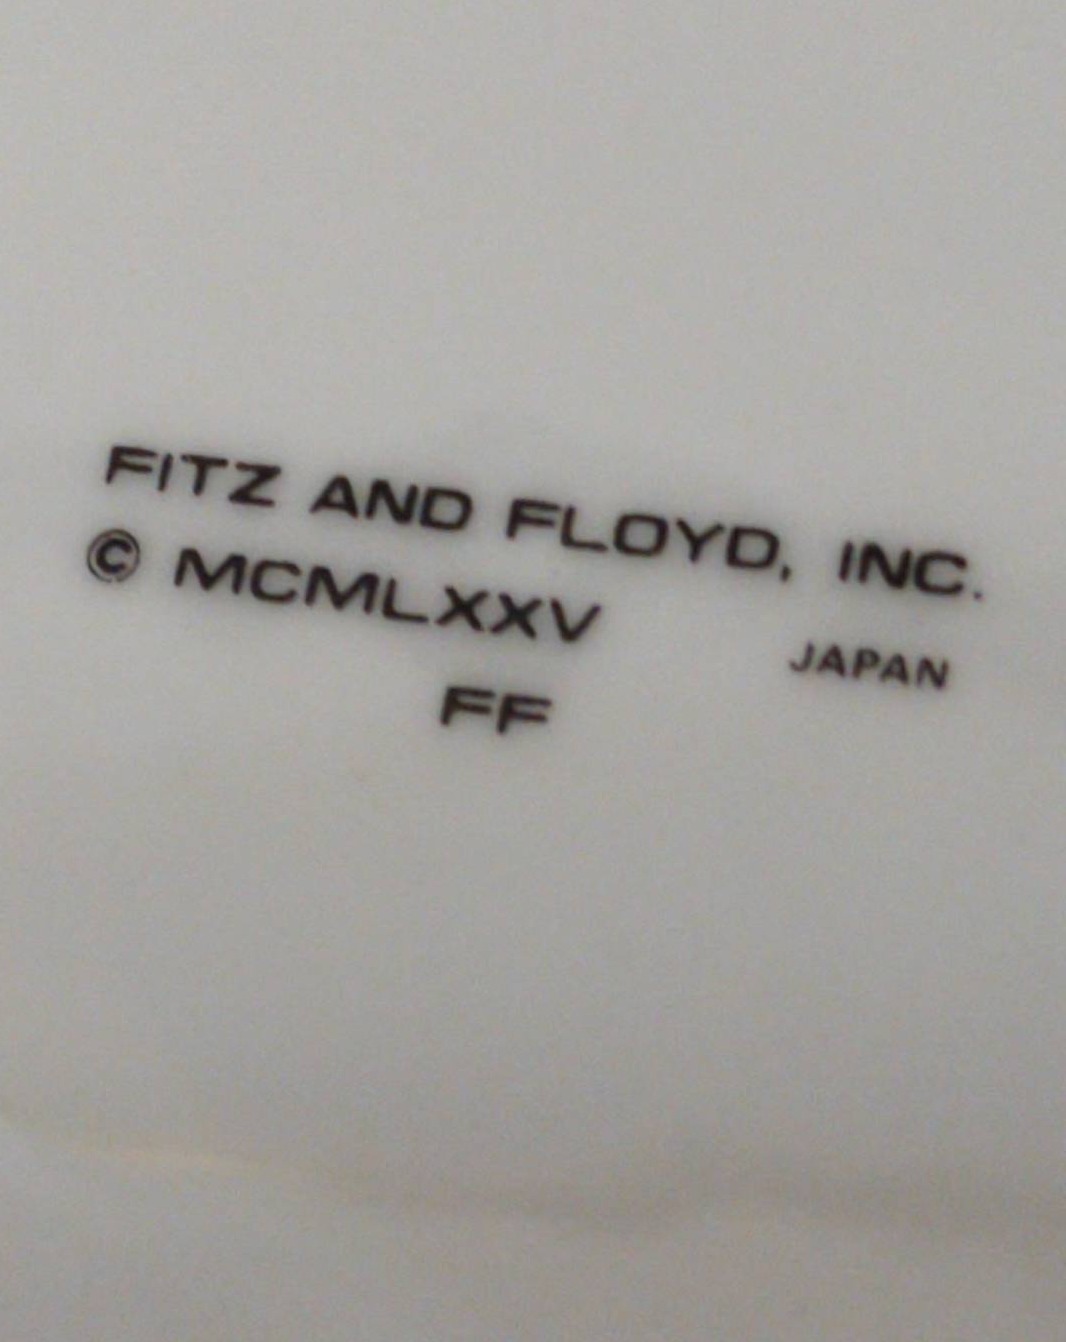 FITZ AND FLOYD, INC.
© MCMLXXV
JAPAN
FF